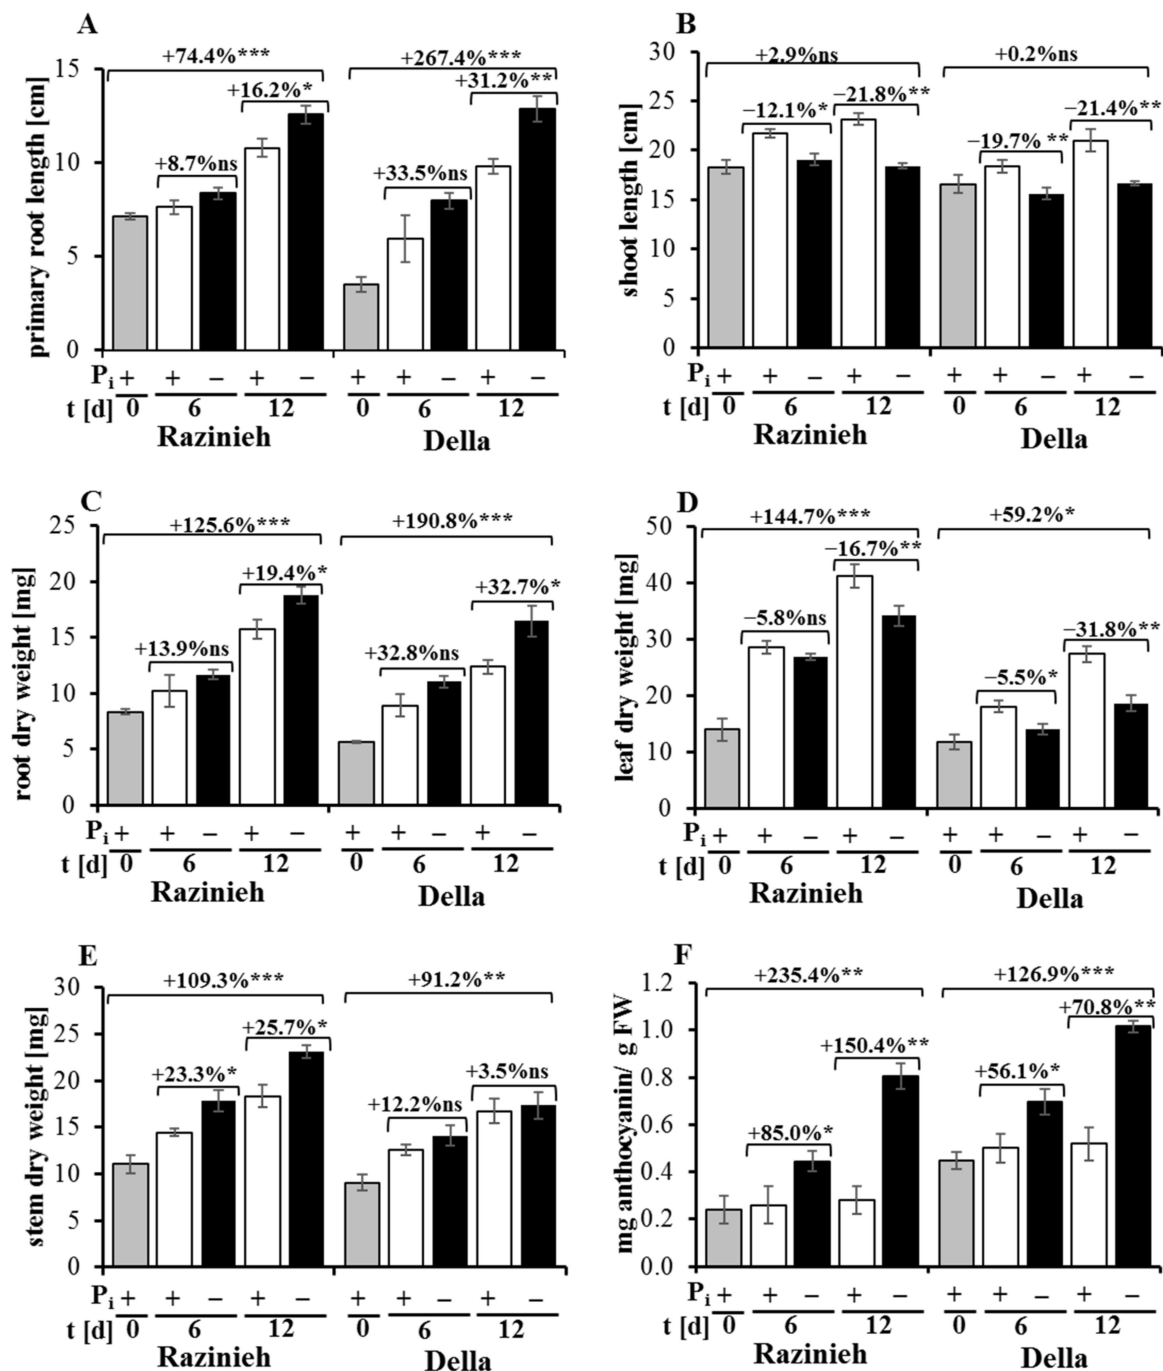 A
+74.4%***
+267.4%***
+16.2%*
+31.2%**
+8.7%ns
+33.5%ns
primary root length [cm]
15
10
5
0
Pi + + – + – + + – + –
t [d] 0 6 12 0 6 12
Razinieh Della
B
+2.9%ns
+0.2%ns
−12.1%*
−21.8%**
−19.7% **
−21.4%**
shoot length [cm]
30
25
20
15
10
5
0
+ + – + – + + – + –
0 6 12 0 6 12
Razinieh Della
C
+125.6%***
+190.8%***
+19.4%*
+32.7%*
+13.9%ns
+32.8%ns
root dry weight [mg]
25
20
15
10
5
0
Pi + + – + – + + – + –
t [d] 0 6 12 0 6 12
Razinieh Della
D
+144.7%***
+59.2%*
−16.7%**
−5.8%ns
−31.8%**
−5.5%*
leaf dry weight [mg]
50
40
30
20
10
0
Pi + + – + – + + – + –
t [d] 0 6 12 0 6 12
Razinieh Della
E
+109.3%***
+91.2%**
+25.7%*
+23.3%*
+3.5%ns
+12.2%ns
stem dry weight [mg]
30
25
20
15
10
5
0
Pi + + – + – + + – + –
t [d] 0 6 12 0 6 12
Razinieh Della
F
+235.4%**
+126.9%***
+70.8%**
+150.4%**
+56.1%*
+85.0%*
mg anthocyanin/ g FW
1.2
1.0
0.8
0.6
0.4
0.2
0.0
Pi + + – + – + + – + –
t [d] 0 6 12 0 6 12
Razinieh Della